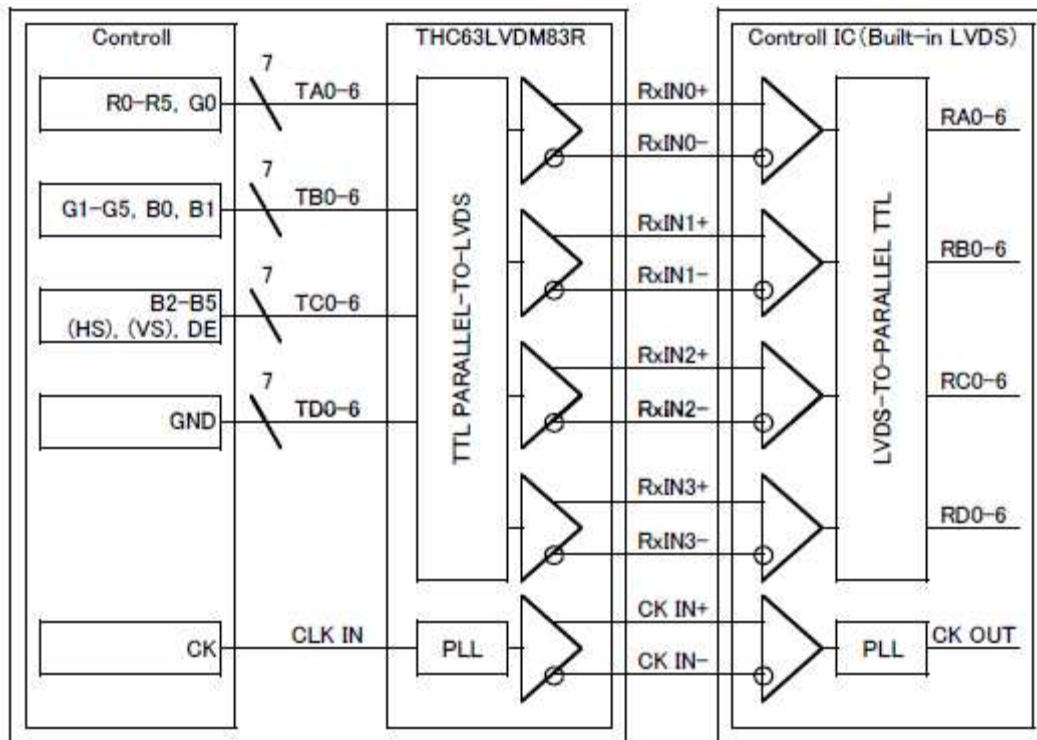 Controll
THC63LVDM83R
Controll IC(Built-in LVDS)
R0-R5, G0
7
TA0-6
RxIN0+
RxIN0-
RA0-6
G1-G5, B0, B1
7
TB0-6
RxIN1+
RxIN1-
RB0-6
B2-B5
(HS), (VS), DE
7
TC0-6
RxIN2+
RxIN2-
RC0-6
GND
7
TD0-6
RxIN3+
RxIN3-
RD0-6
TTL PARALLEL-TO-LVDS
LVDS-TO-PARALLEL TTL
CK
CLK IN
PLL
CK IN+
CK IN-
PLL
CK OUT